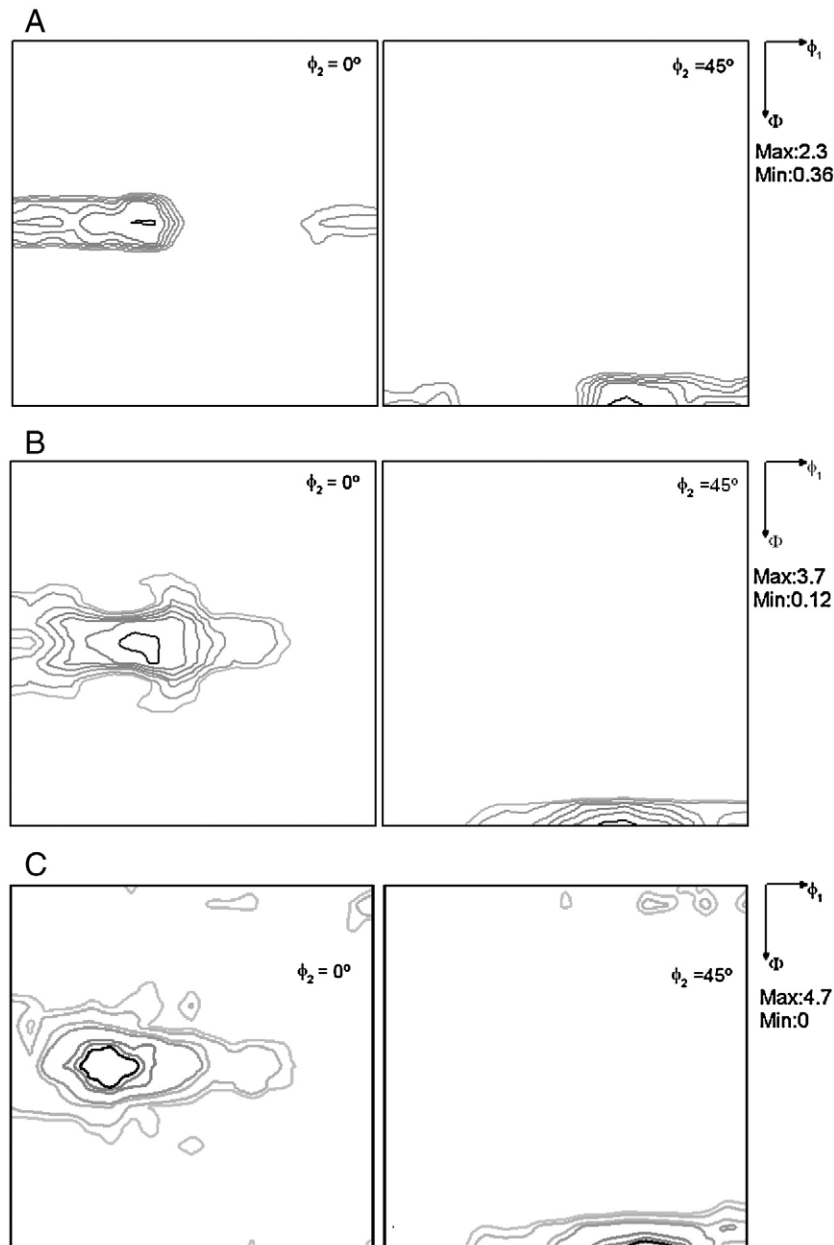 A
ϕ₂ = 0º
ϕ₂ =45º
ϕ₁
Φ
Max:2.3
Min:0.36
B
ϕ₂ = 0º
ϕ₂ =45º
ϕ₁
Φ
Max:3.7
Min:0.12
C
ϕ₂ = 0º
ϕ₂ =45º
ϕ₁
Φ
Max:4.7
Min:0